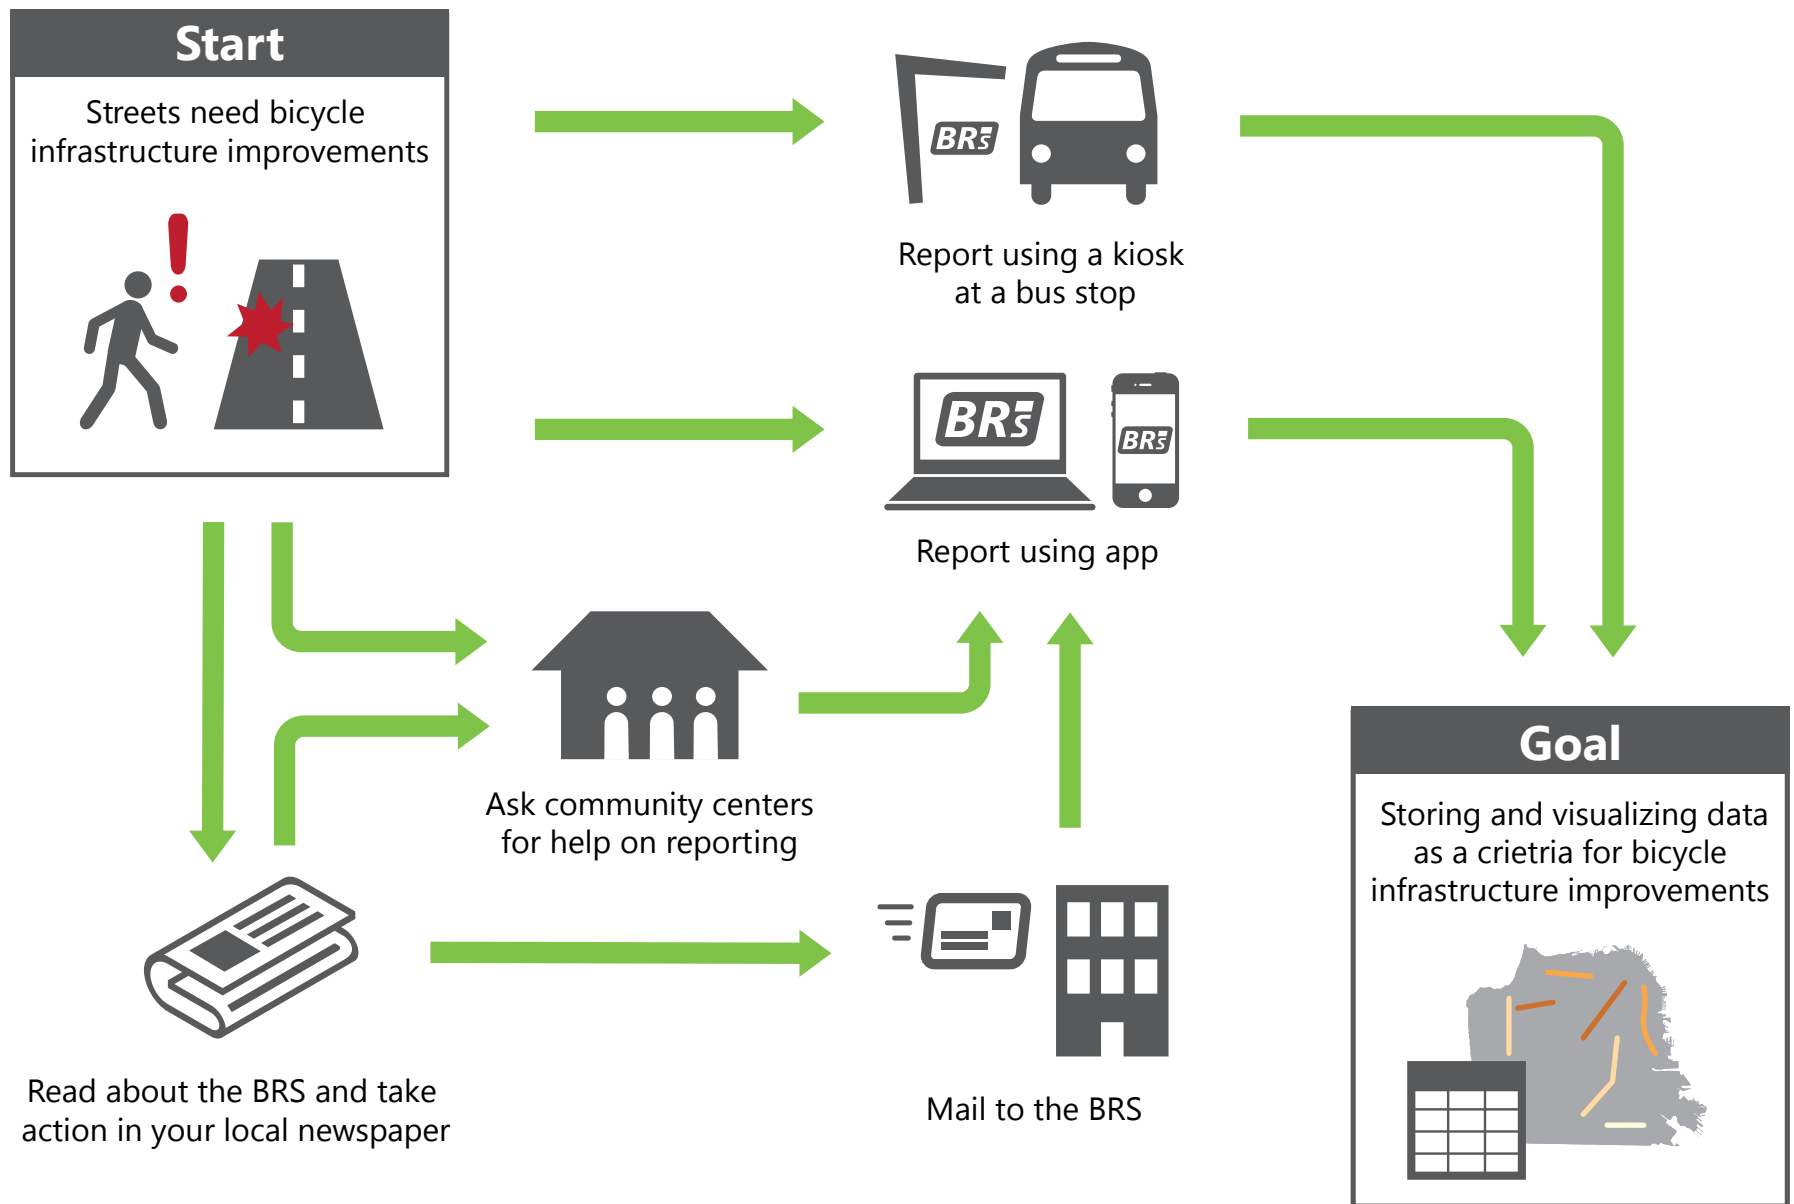 Start
Streets need bicycle
infrastructure improvements
BRS
Report using a kiosk
at a bus stop
BRS
BRS
Report using app
Ask community centers
for help on reporting
Goal
Storing and visualizing data
as a crietria for bicycle
infrastructure improvements
Read about the BRS and take
action in your local newspaper
Mail to the BRS